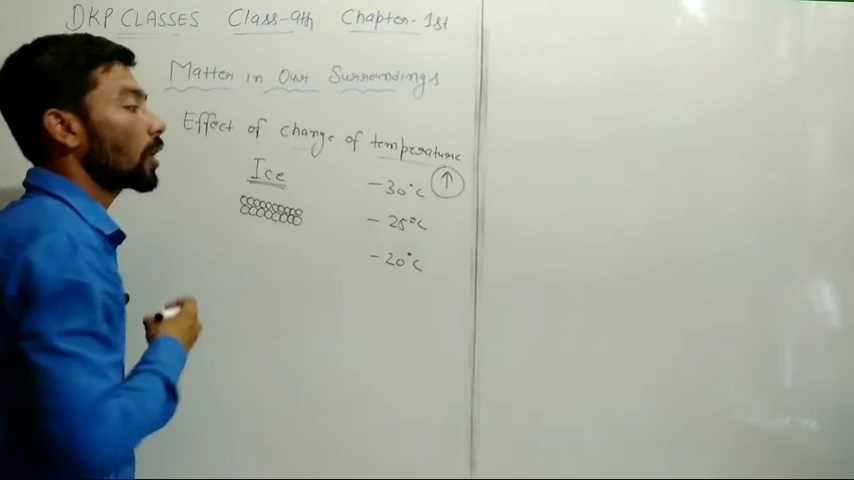 DKP CLASSES Class-9th Chapter-1st
Matter in Our Surroundings
Effect of change of temperature
Ice
-30°C ↑
-25°C
-20°C